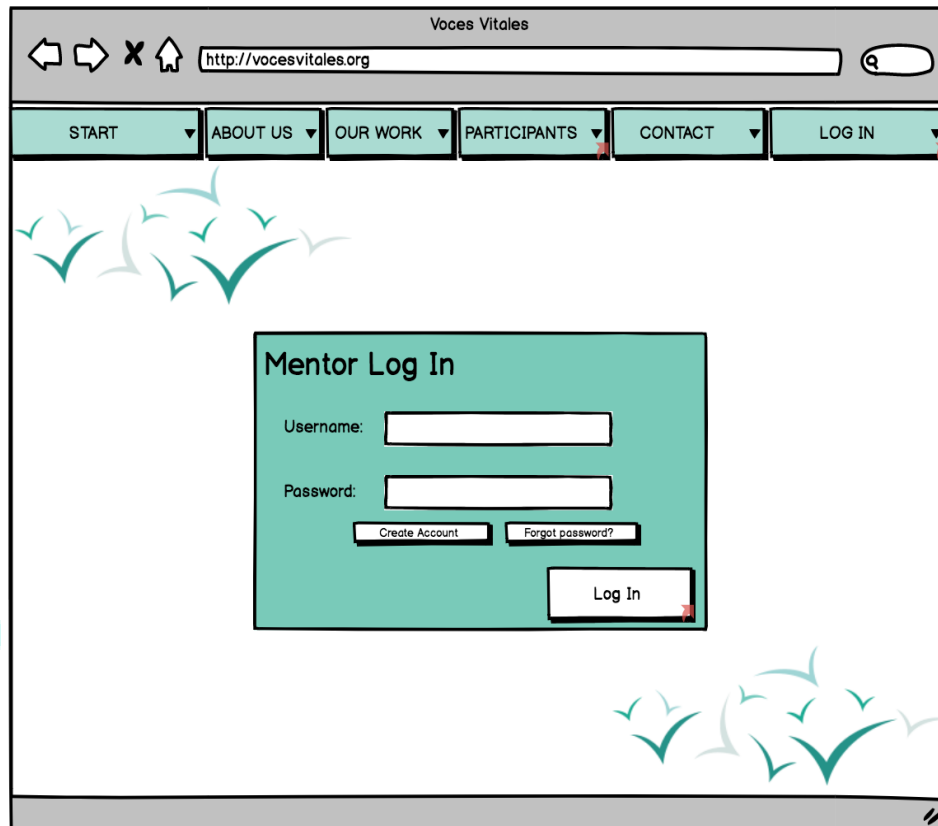 Voces Vitales
http://vocesvitales.org
START ABOUT US OUR WORK PARTICIPANTS CONTACT LOG IN
Mentor Log In
Username:
Password:
Create Account Forgot password?
Log In